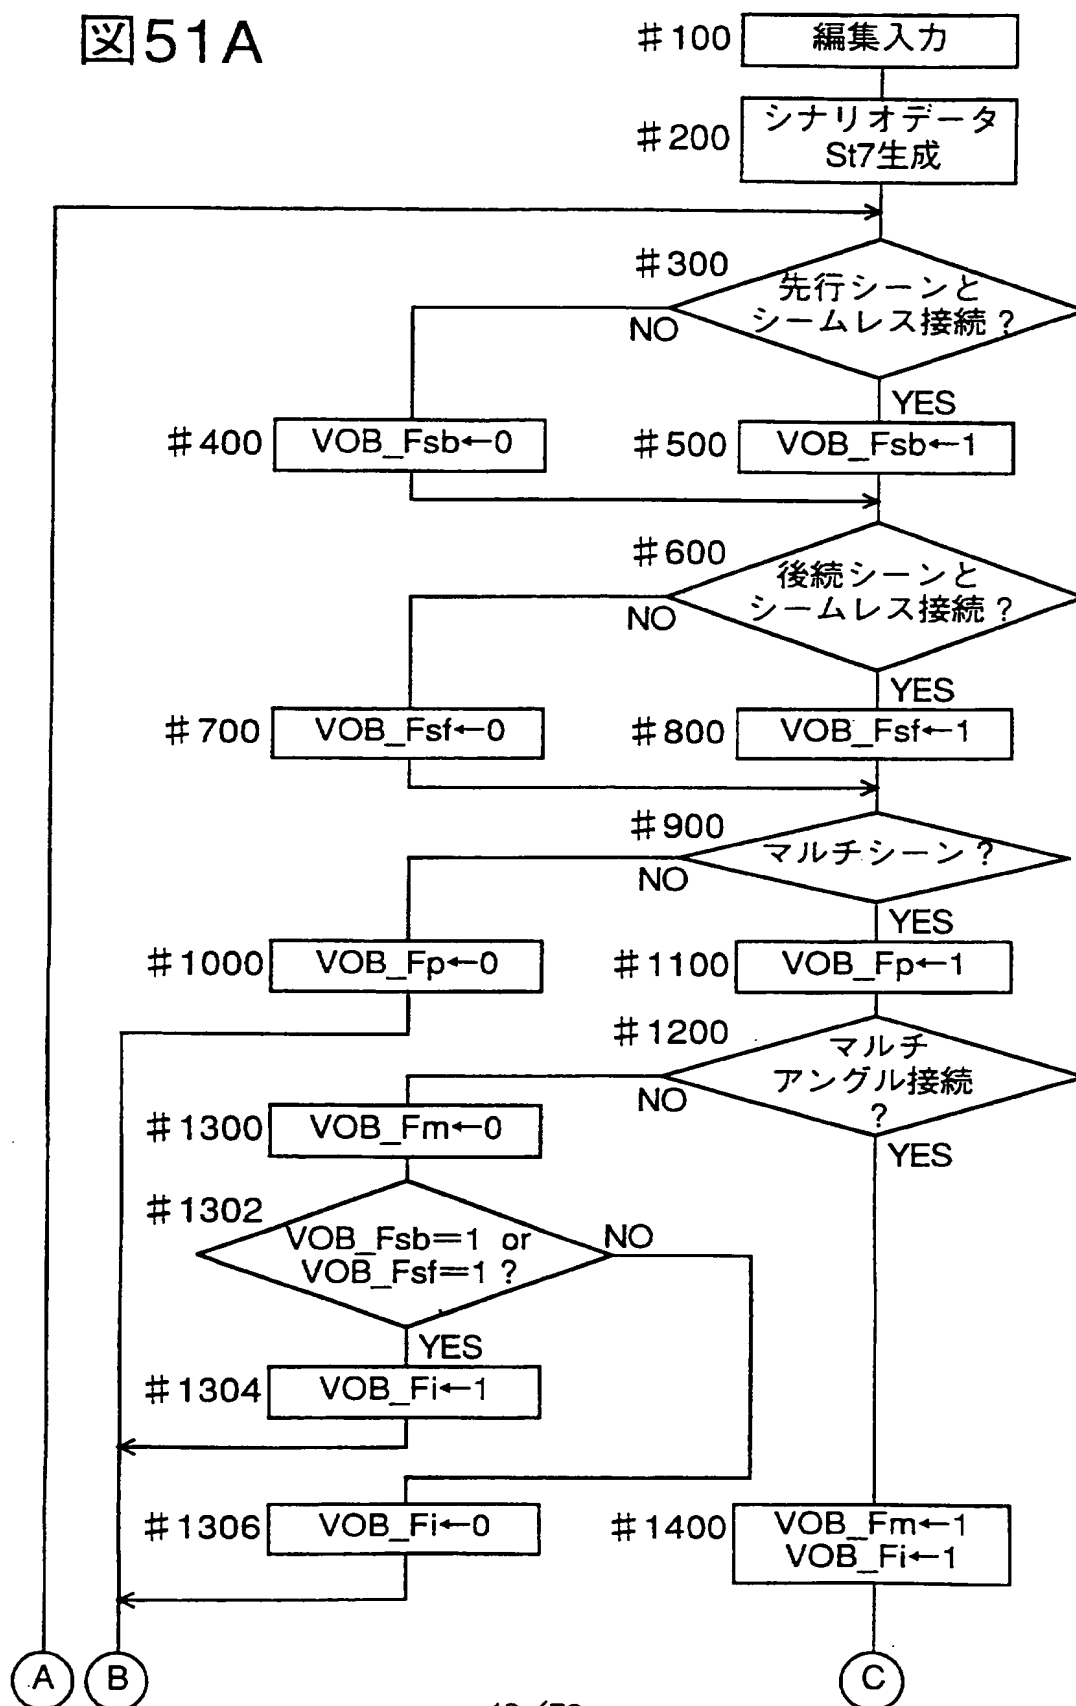 図51A
#100
編集入力
#200
シナリオデータ
St7生成
#300
先行シーンと
シームレス接続?
NO
YES
#400
VOB_Fsb←0
#500
VOB_Fsb←1
#600
後続シーンと
シームレス接続?
NO
YES
#700
VOB_Fsf←0
#800
VOB_Fsf←1
#900
マルチシーン?
NO
YES
#1000
VOB_Fp←0
#1100
VOB_Fp←1
#1200
マルチ
アングル接続
?
NO
YES
#1300
VOB_Fm←0
#1302
VOB_Fsb=1 or
VOB_Fsf=1 ?
NO
YES
#1304
VOB_Fi←1
#1306
VOB_Fi←0
#1400
VOB_Fm←1
VOB_Fi←1
A
B
C